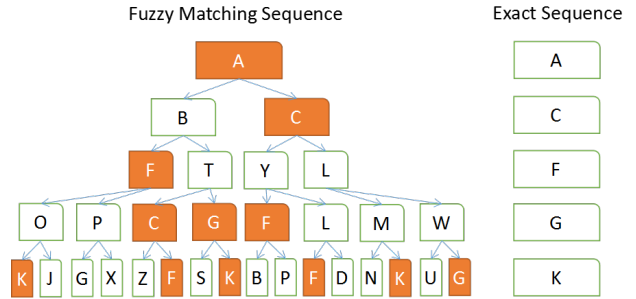 Fuzzy Matching Sequence Exact Sequence
A A
B C C
F T Y L F
O P C G F L M W G
K J G X Z F S K B P F D N K U G K